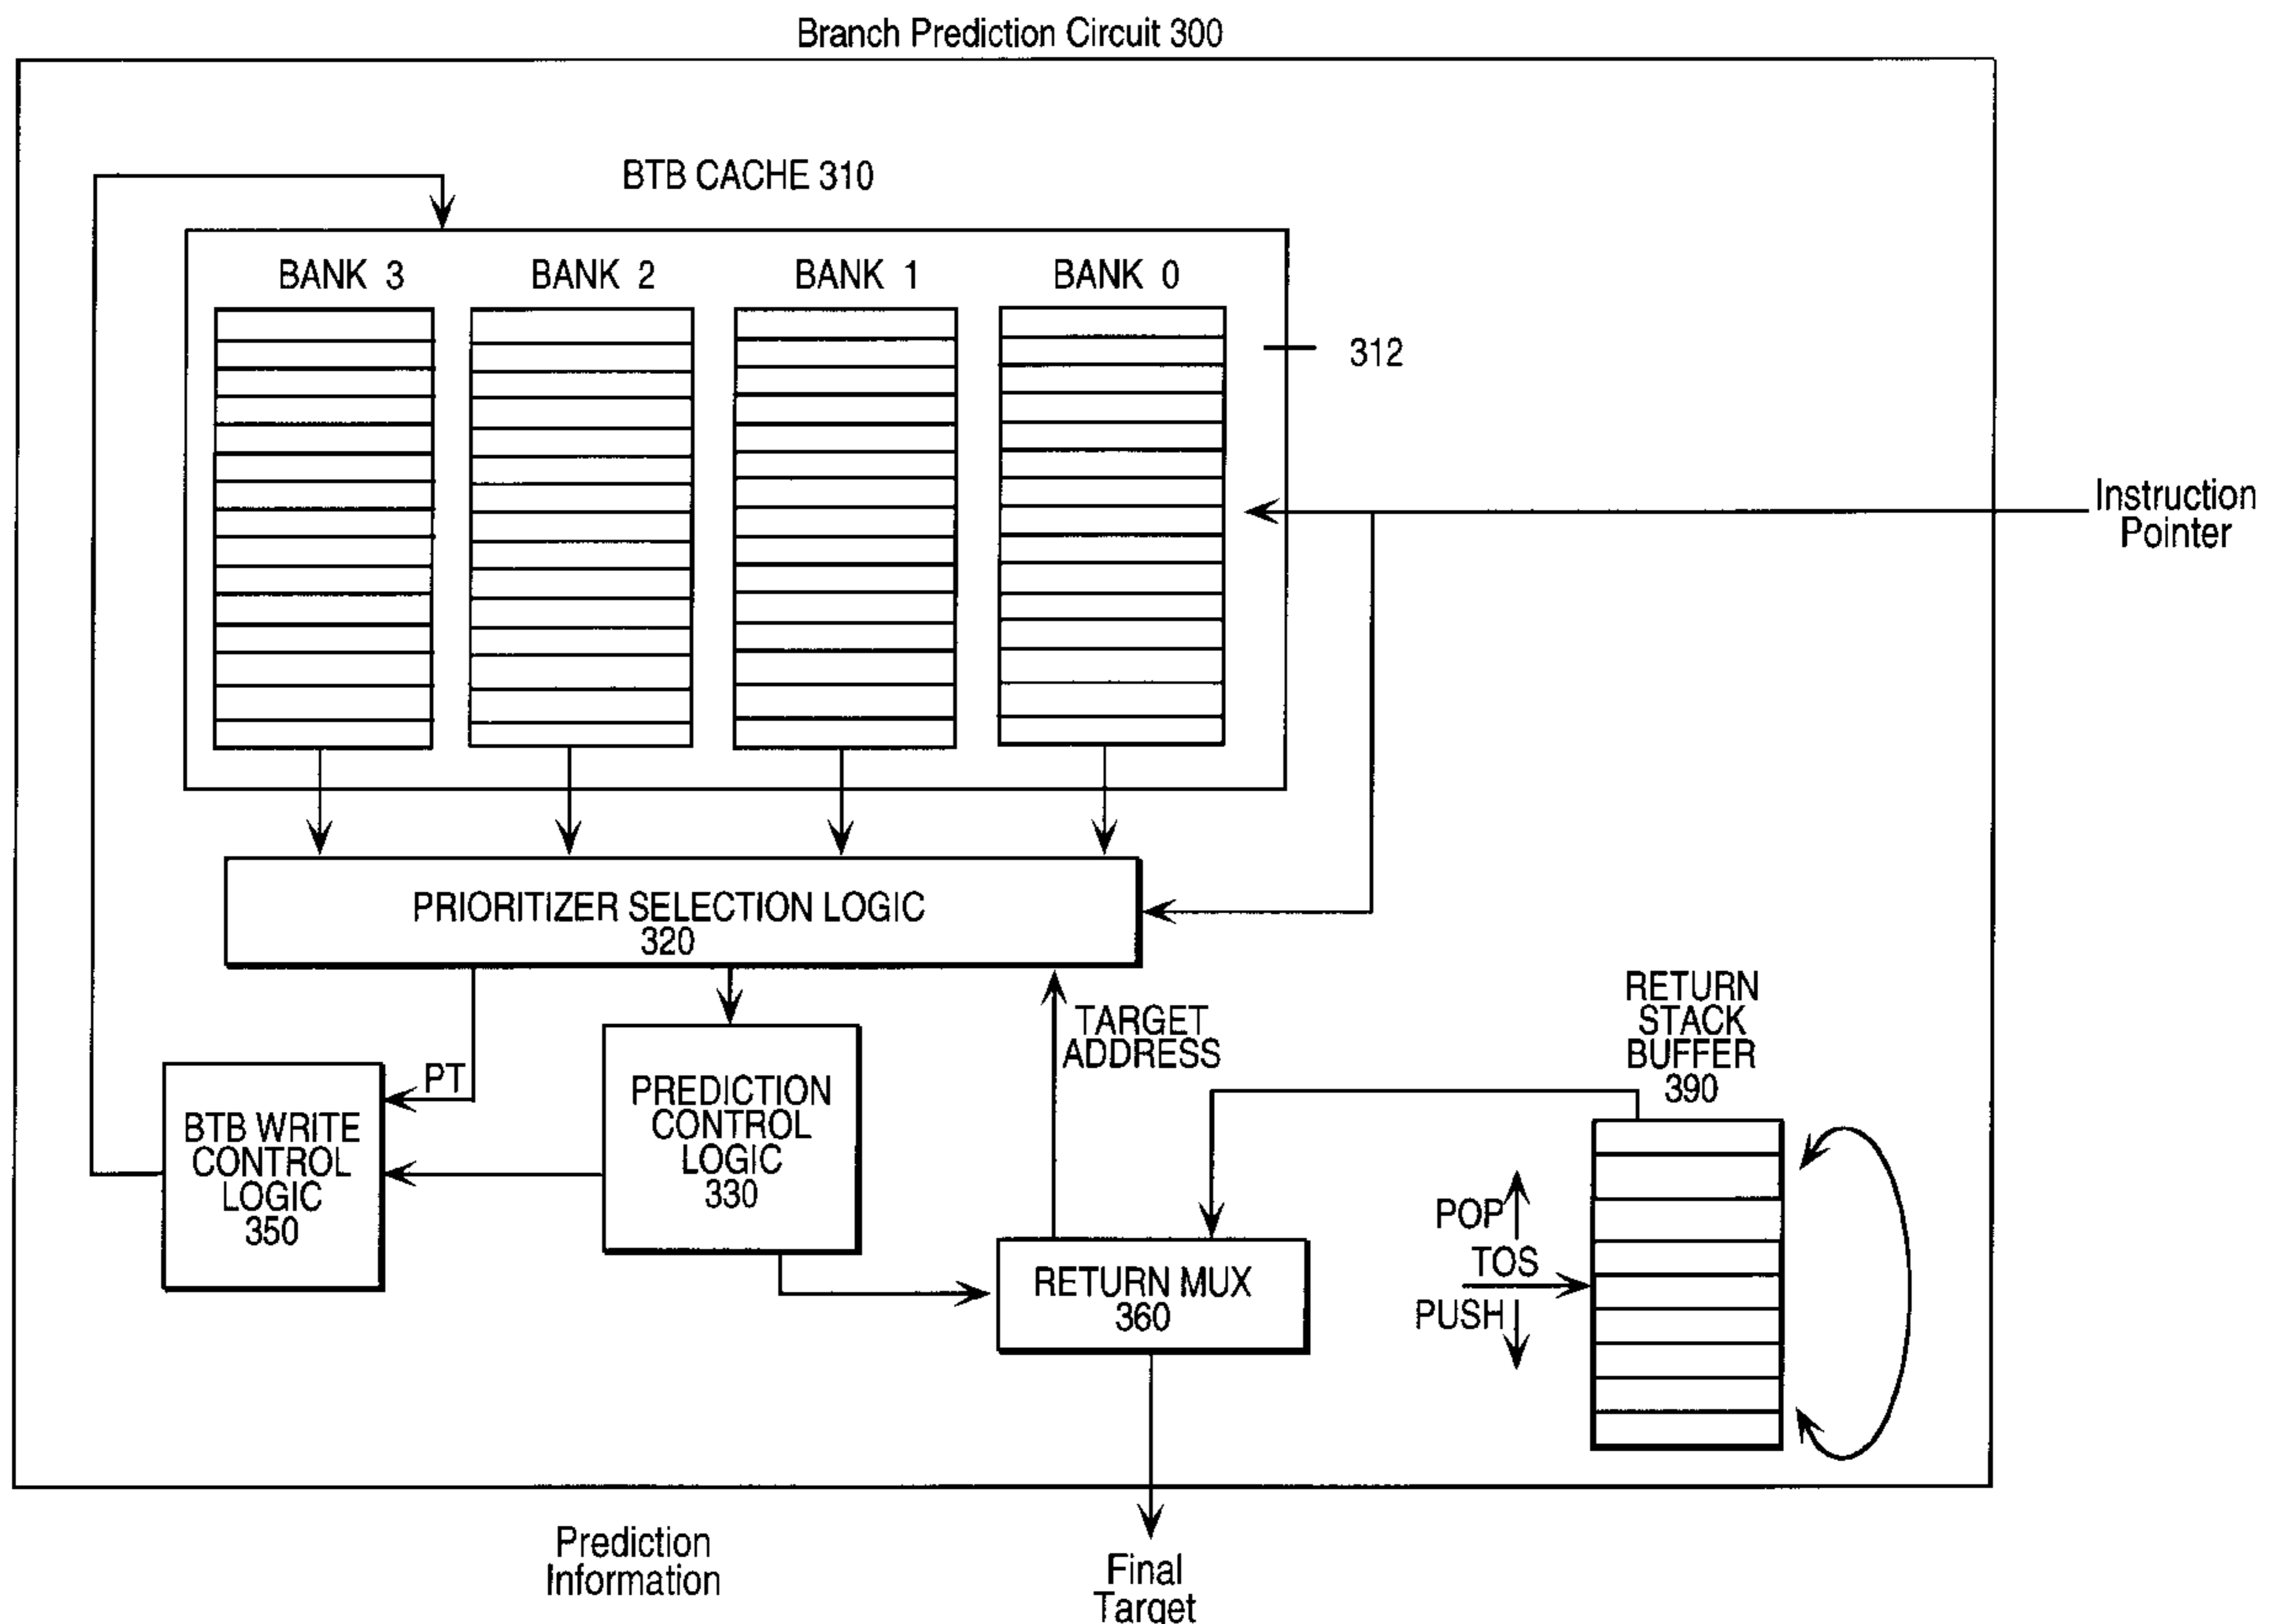 Branch Prediction Circuit 300
BTB CACHE 310
BANK 3
BANK 2
BANK 1
BANK 0
312
Instruction
Pointer
PRIORITIZER SELECTION LOGIC
320
PT
BTB WRITE
CONTROL
LOGIC
350
PREDICTION
CONTROL
LOGIC
330
TARGET
ADDRESS
RETURN MUX
360
RETURN
STACK
BUFFER
390
POP
TOS
PUSH
Prediction
Information
Final
Target